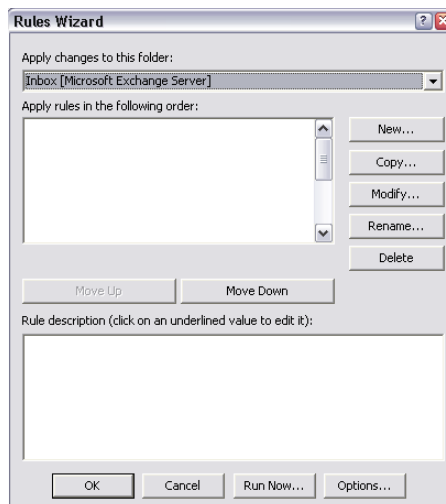 Rules Wizard
Apply changes to this folder:
Inbox [Microsoft Exchange Server]
Apply rules in the following order:
New...
Copy...
Modify...
Rename...
Delete
Move Up Move Down
Rule description (click on an underlined value to edit it):
OK Cancel Run Now... Options...